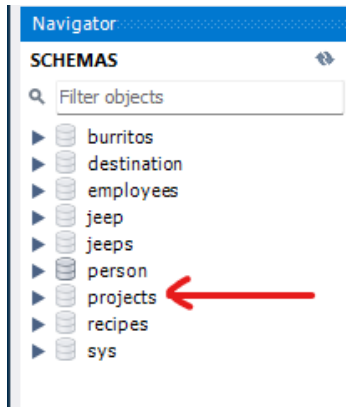 Navigator
SCHEMAS
Filter objects
burritos
destination
employees
jeep
jeeps
person
projects
recipes
sys